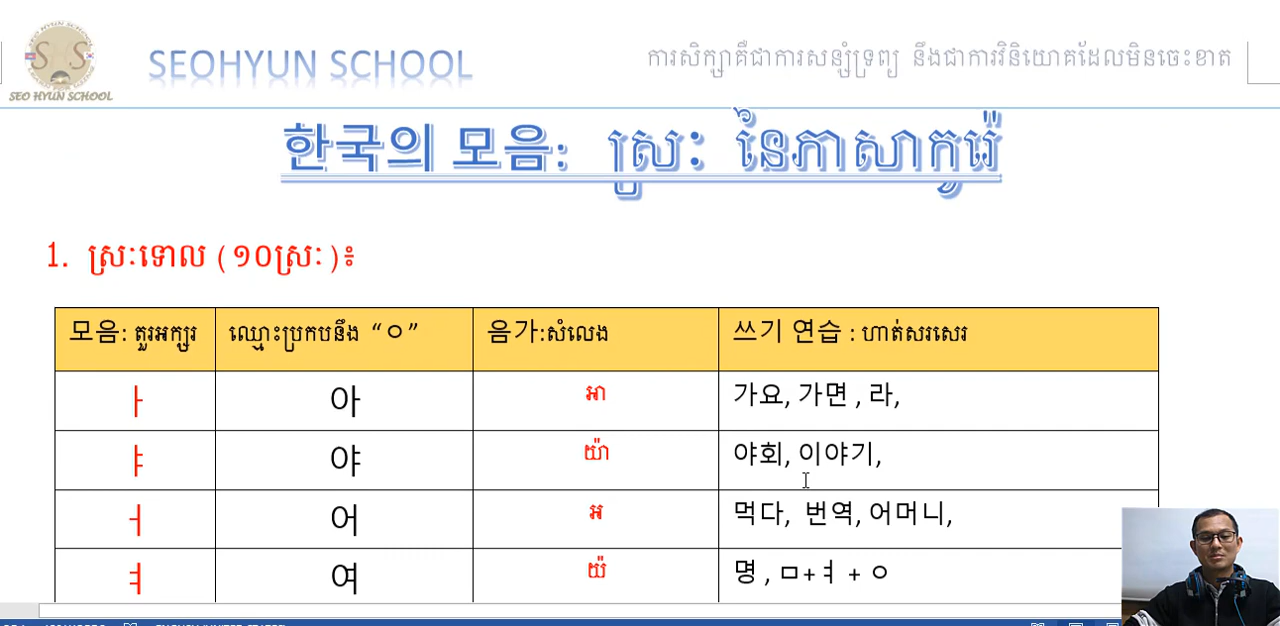 SEO HYUN SCHOOL
SEOHYUN SCHOOL
ការសិក្សាគឺជាការសន្សំទ្រព្យ នឹងជាការវិនិយោគដែលមិនចេះខាត
한국의 모음: ស្រៈ នៃភាសាកូរ៉េ
1. ស្រៈទោល (១០ស្រៈ)៖
모음: តួរអក្សរ ឈ្មោះប្រកបនឹង “ㅇ” 음가:សំលេង 쓰기 연습 : ហាត់សរសេរ
ㅏ 아 អា 가요, 가면 , 라,
ㅑ 야 យ៉ា 야회, 이야기,
ㅓ 어 អ 먹다, 번역, 어머니,
ㅕ 여 យ៉ 명 , ㅁ+ㅕ + ㅇ